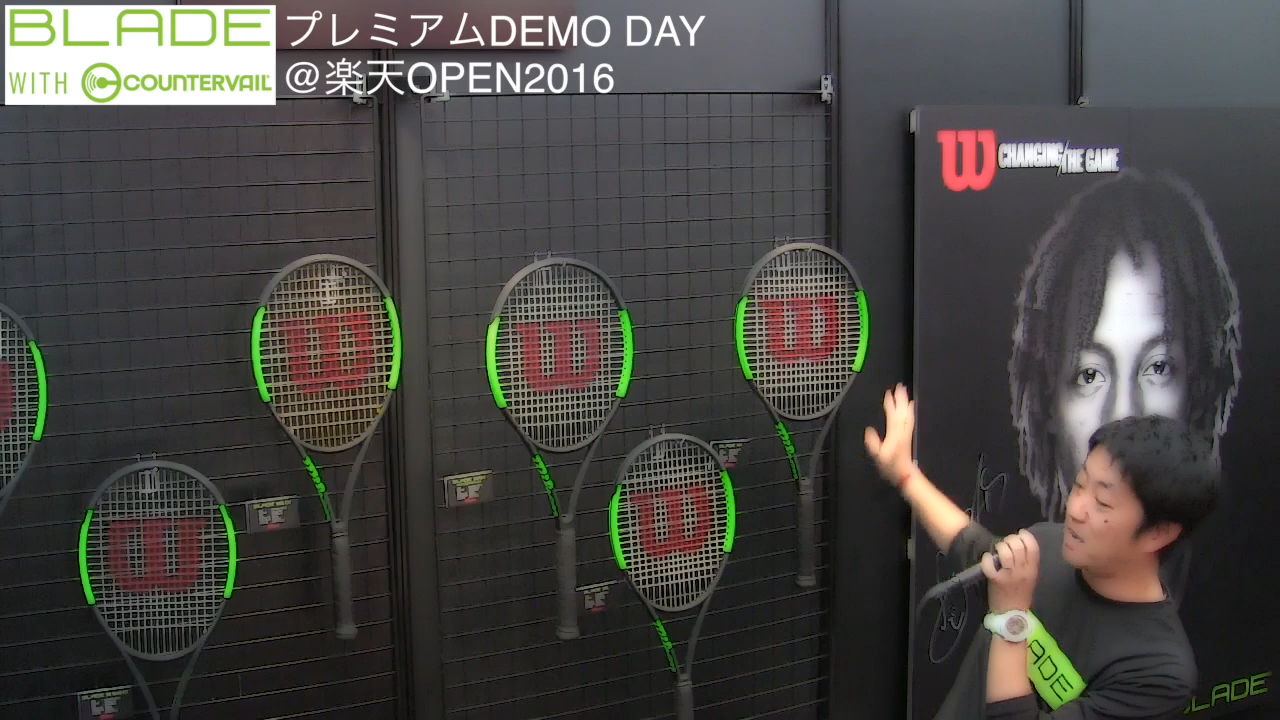 BLADE
WITH COUNTERVAIL
プレミアムDEMO DAY
@楽天OPEN2016
W CHANGING/THE GAME
W
W
W
W
W
BLADE
ADE